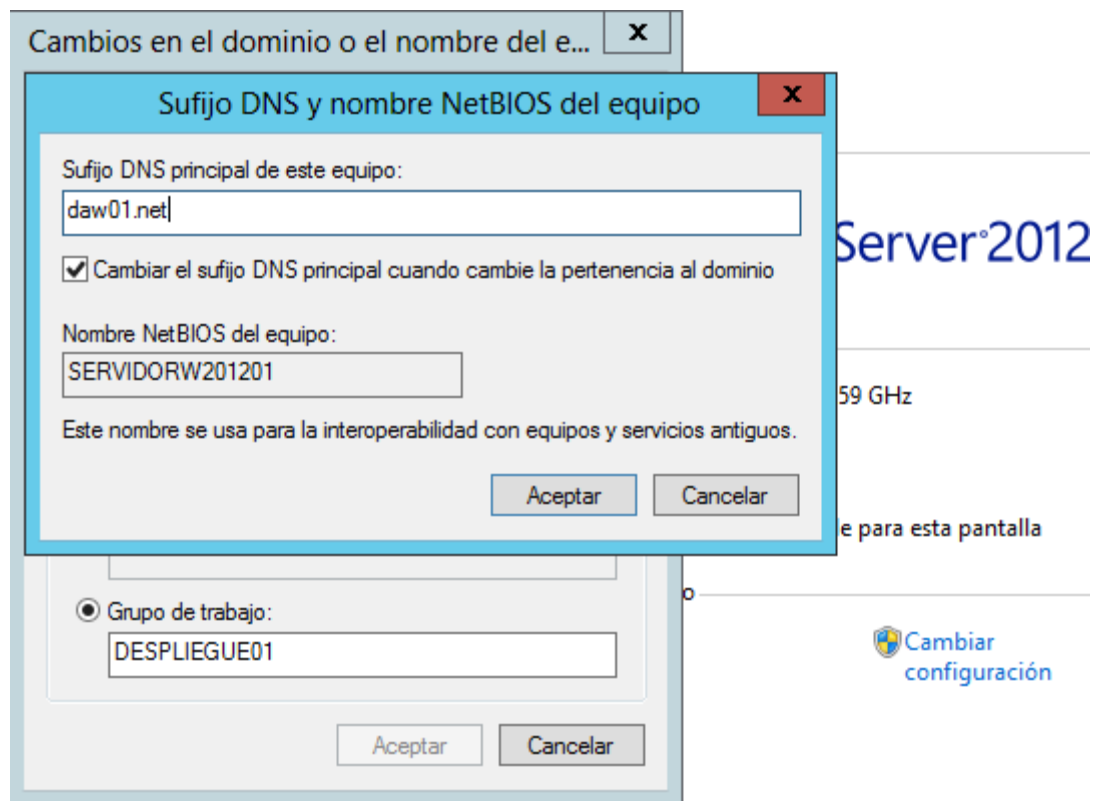 Cambios en el dominio o el nombre del e... x
Sufijo DNS y nombre NetBIOS del equipo x
Sufijo DNS principal de este equipo:
daw01.net
Cambiar el sufijo DNS principal cuando cambie la pertenencia al dominio
Nombre NetBIOS del equipo:
SERVIDORW201201
Este nombre se usa para la interoperabilidad con equipos y servicios antiguos.
Aceptar Cancelar
Server 2012
59 GHz
e para esta pantalla
o
Grupo de trabajo:
DESPLIEGUE01
Cambiar
configuración
Aceptar Cancelar